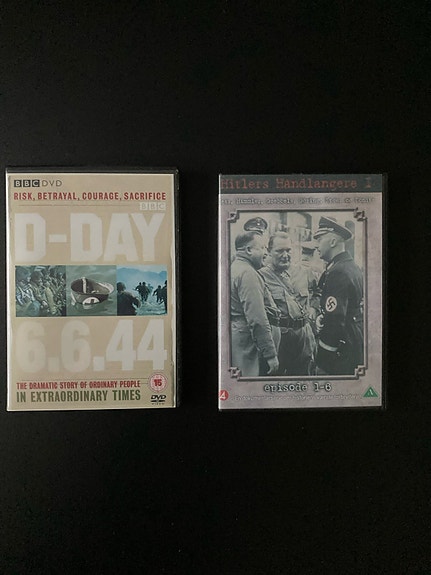 BBC DVD
RISK, BETRAYAL, COURAGE, SACRIFICE
BBC
D-DAY
6.6.44
THE DRAMATIC STORY OF ORDINARY PEOPLE
IN EXTRAORDINARY TIMES
15
DVD
Hitlers Håndlangere I
episode 1-6
4
A